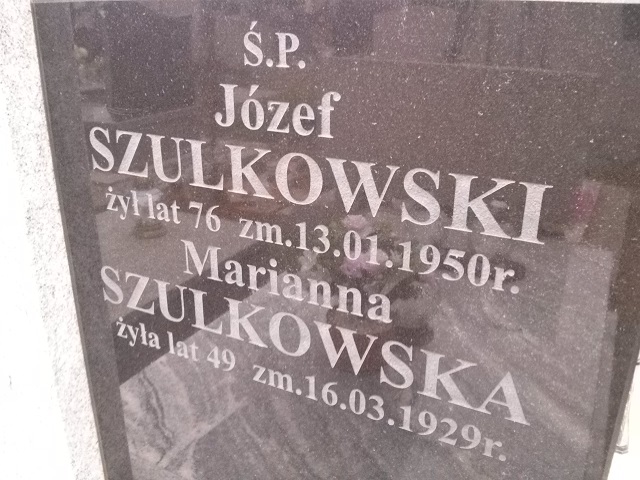 Ś.P.
Józef
SZULKOWSKI
żył lat 76 zm.13.01.1950r.
Marianna
SZULKOWSKA
żyła lat 49 zm.16.03.1929r.